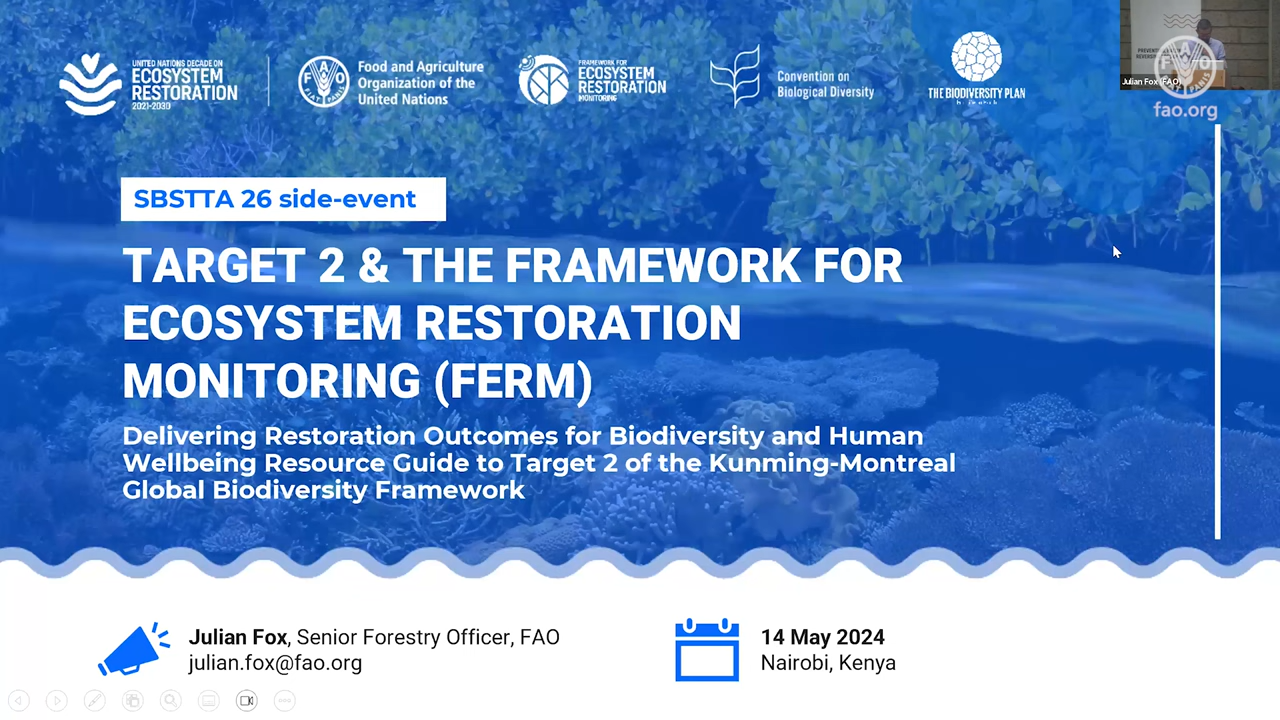 UNITED NATIONS DECADE ON
ECOSYSTEM
RESTORATION
2021-2030
FAO
FIAT PANIS
Food and Agriculture
Organization of the
United Nations
FRAMEWORK FOR
ECOSYSTEM
RESTORATION
MONITORING
Convention on
Biological Diversity
THE BIODIVERSITY PLAN
Julian Fox (FAO)
fao.org
SBSTTA 26 side-event
TARGET 2 & THE FRAMEWORK FOR
ECOSYSTEM RESTORATION
MONITORING (FERM)
Delivering Restoration Outcomes for Biodiversity and Human
Wellbeing Resource Guide to Target 2 of the Kunming-Montreal
Global Biodiversity Framework
Julian Fox, Senior Forestry Officer, FAO
julian.fox@fao.org
14 May 2024
Nairobi, Kenya